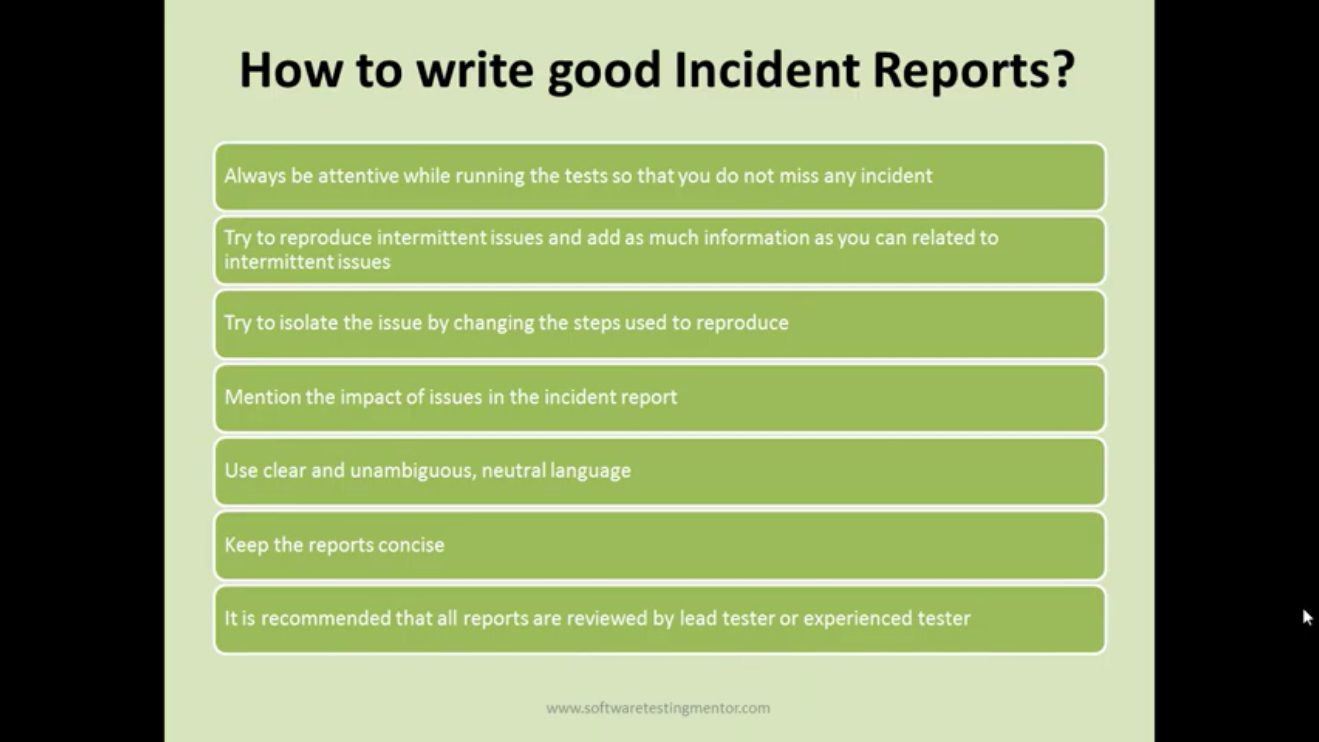 How to write good Incident Reports?
Always be attentive while running the tests so that you do not miss any incident
Try to reproduce intermittent issues and add as much information as you can related to
intermittent issues
Try to isolate the issue by changing the steps used to reproduce
Mention the impact of issues in the incident report
Use clear and unambiguous, neutral language
Keep the reports concise
It is recommended that all reports are reviewed by lead tester or experienced tester
www.softwaretestingmentor.com